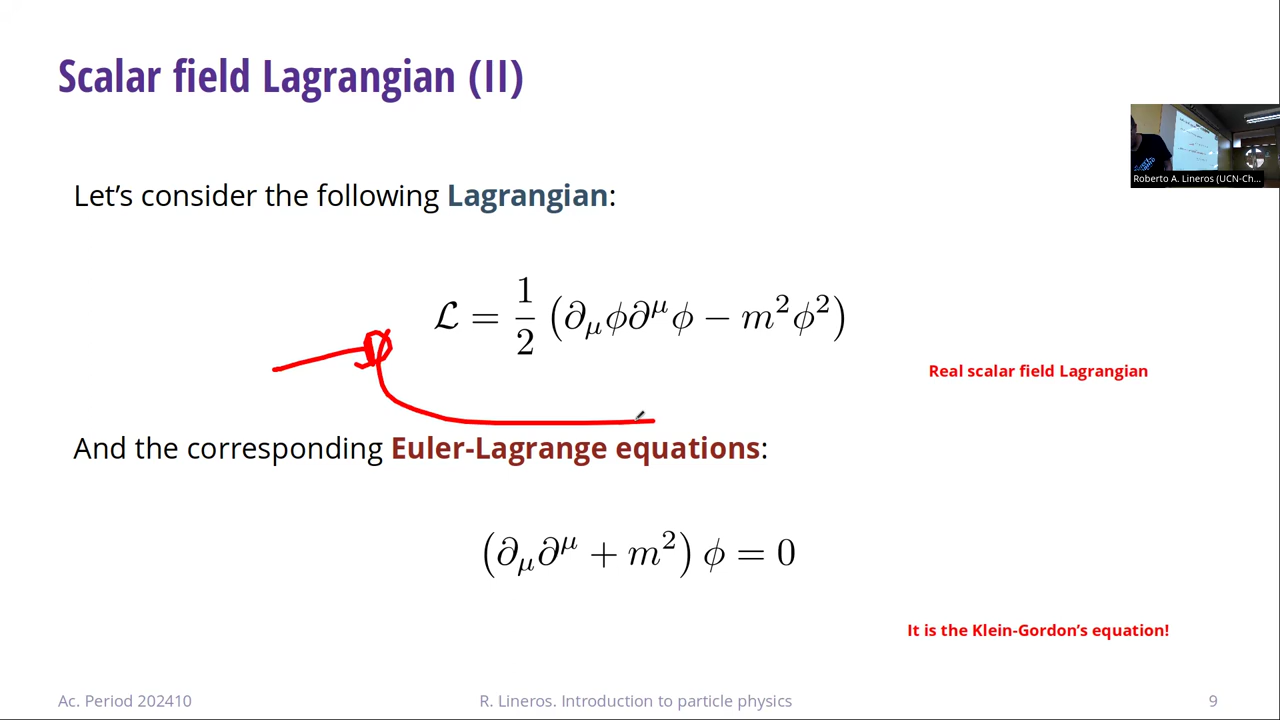 Scalar field Lagrangian (II)
Let's consider the following Lagrangian:
Roberto A. Lineros (UCN-Ch...
ℒ = 1/2 (∂_μ φ ∂^μ φ − m² φ²)
Real scalar field Lagrangian
And the corresponding Euler-Lagrange equations:
(∂_μ ∂^μ + m²) φ = 0
It is the Klein-Gordon's equation!
Ac. Period 202410
R. Lineros. Introduction to particle physics
9